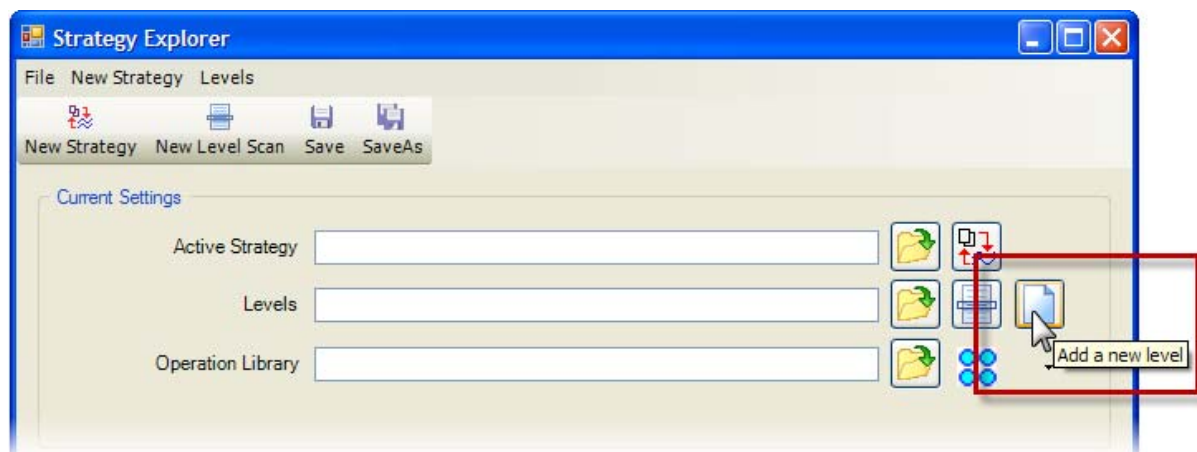 Strategy Explorer
File New Strategy Levels
New Strategy New Level Scan Save SaveAs
Current Settings
Active Strategy
Levels
Add a new level
Operation Library